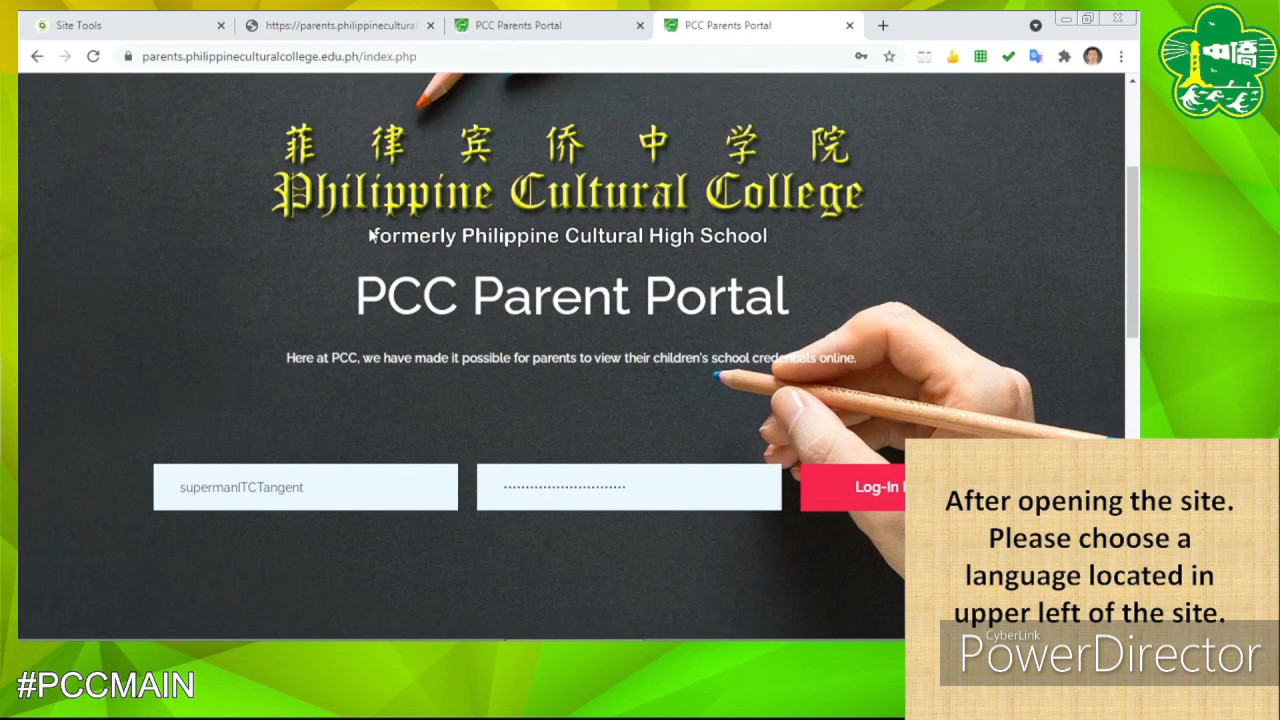 Site Tools
https://parents.philippinecultural
PCC Parents Portal
PCC Parents Portal
parents.philippineculturalcollege.edu.ph/index.php
中僑
菲律宾侨中学院
Philippine Cultural College
formerly Philippine Cultural High School
PCC Parent Portal
Here at PCC, we have made it possible for parents to view their children's school credentials online.
supermanITCTangent
Log-In
After opening the site.
Please choose a
language located in
upper left of the site.
CyberLink
PowerDirector
#PCCMAIN